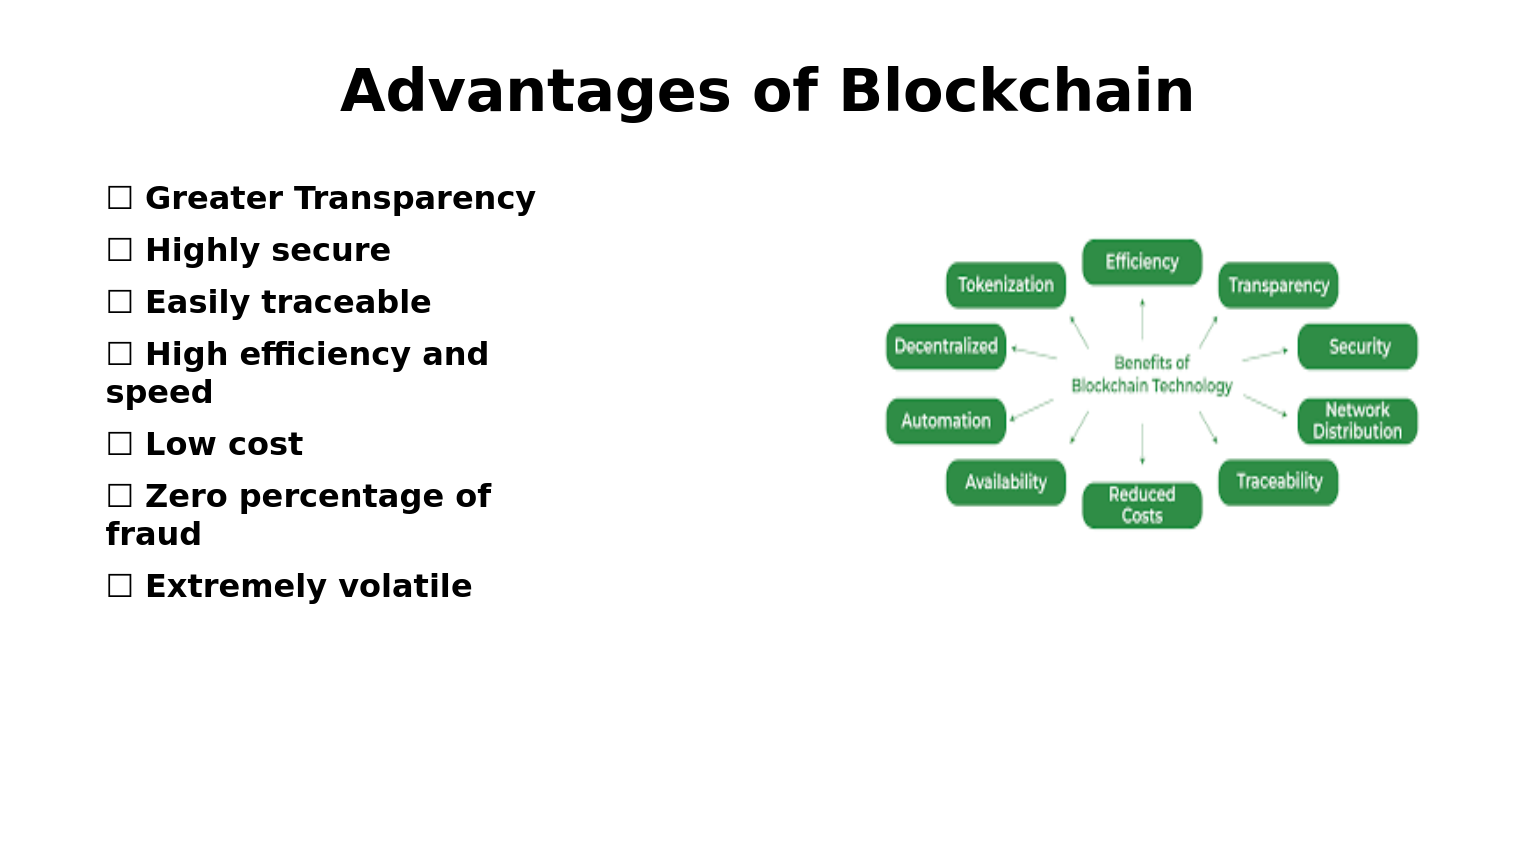 Advantages of Blockchain
☐ Greater Transparency
☐ Highly secure
☐ Easily traceable
☐ High efficiency and
speed
☐ Low cost
☐ Zero percentage of
fraud
☐ Extremely volatile
Efficiency
Tokenization
Transparency
Decentralized
Security
Benefits of
Blockchain Technology
Automation
Network
Distribution
Availability
Traceability
Reduced
Costs